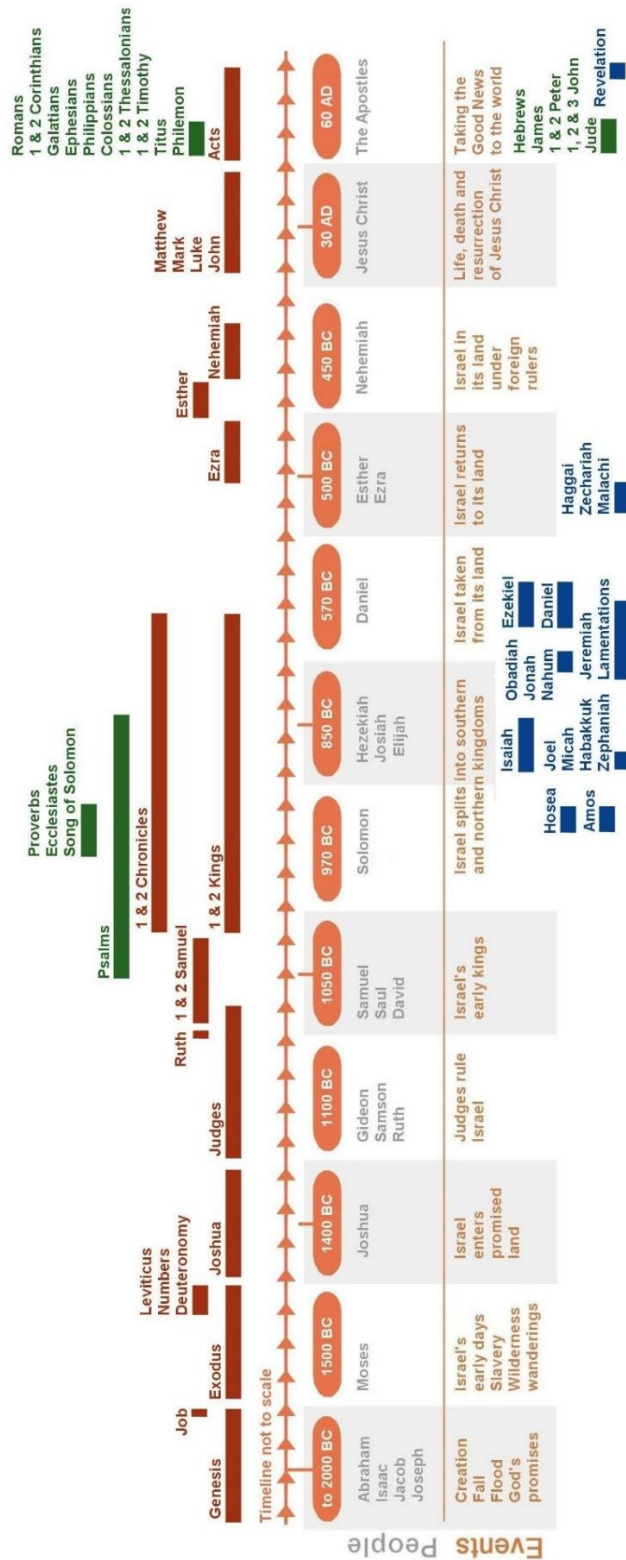 Proverbs
Ecclesiastes
Song of Solomon
Psalms
1 & 2 Chronicles
Romans
1 & 2 Corinthians
Galatians
Ephesians
Philippians
Colossians
1 & 2 Thessalonians
1 & 2 Timothy
Titus
Philemon
Leviticus
Numbers
Deuteronomy
Job
Ruth
1 & 2 Samuel
Esther
Matthew
Mark
Luke
John
Genesis
Exodus
Joshua
Judges
1 & 2 Kings
Ezra
Nehemiah
Acts
Timeline not to scale
to 2000 BC
1500 BC
1400 BC
1100 BC
1050 BC
970 BC
850 BC
570 BC
500 BC
450 BC
30 AD
60 AD
People
Abraham
Isaac
Jacob
Joseph
Moses
Joshua
Gideon
Samson
Ruth
Samuel
Saul
David
Solomon
Hezekiah
Josiah
Elijah
Daniel
Esther
Ezra
Nehemiah
Jesus Christ
The Apostles
Events
Creation
Fall
Flood
God's
promises
Israel's
early days
Slavery
Wilderness
wanderings
Israel
enters
promised
land
Judges rule
Israel
Israel's
early kings
Israel splits into southern
and northern kingdoms
Israel taken
from its land
Israel returns
to its land
Israel in
its land
under
foreign
rulers
Life, death and
resurrection
of Jesus Christ
Taking the
Good News
to the world
Hosea
Amos
Isaiah
Joel
Micah
Habakkuk
Zephaniah
Obadiah
Jonah
Nahum
Jeremiah
Lamentations
Ezekiel
Daniel
Haggai
Zechariah
Malachi
Hebrews
James
1 & 2 Peter
1, 2 & 3 John
Jude
Revelation